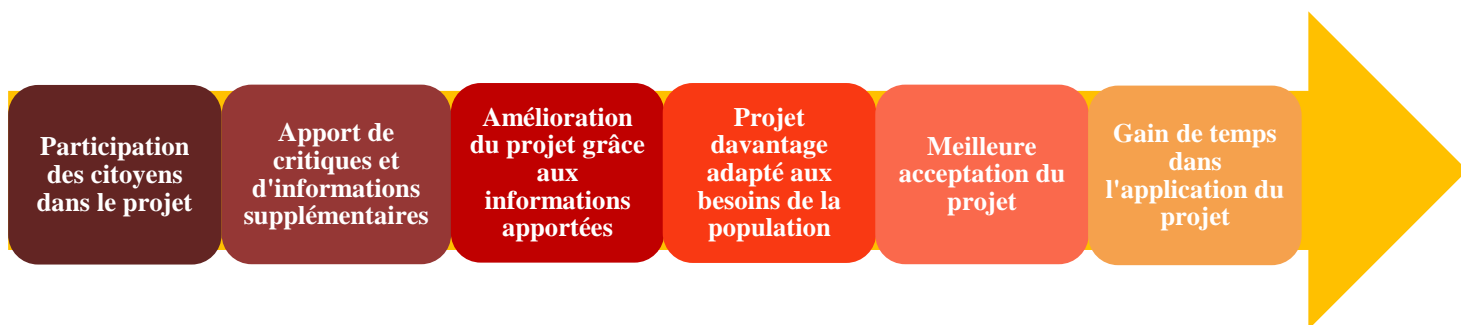 Participation
des citoyens
dans le projet
Apport de
critiques et
d'informations
supplémentaires
Amélioration
du projet grâce
aux
informations
apportées
Projet
davantage
adapté aux
besoins de la
population
Meilleure
acceptation du
projet
Gain de temps
dans
l'application du
projet